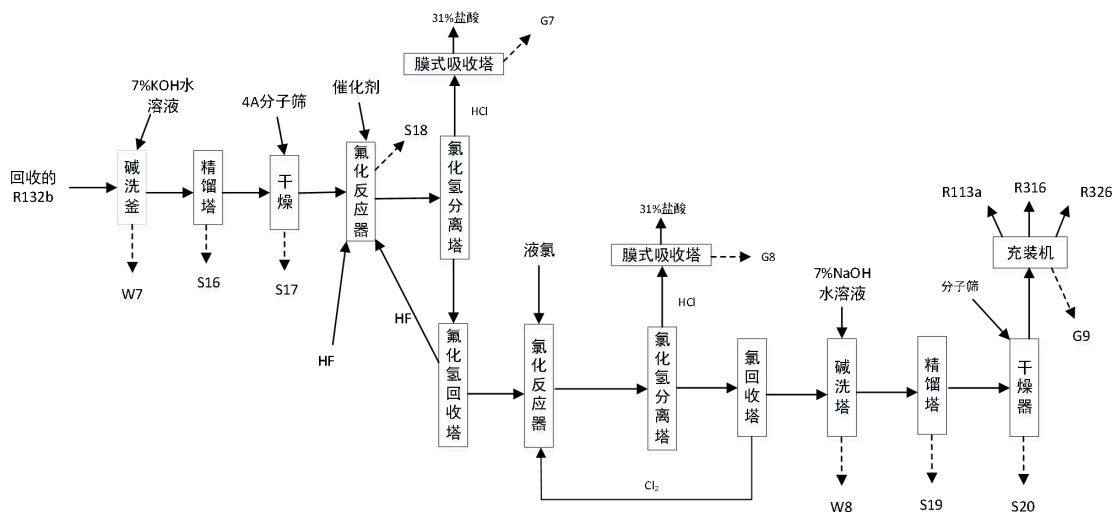 31%盐酸
G7
膜式吸收塔
7%KOH水
溶液
4A分子筛
催化剂
HCl
S18
回收的
R132b
碱洗釜
精馏塔
干燥
氟化反应器
氯化氢分离塔
W7
S16
S17
HF
HF
氟化氢回收塔
液氯
氯化反应器
31%盐酸
膜式吸收塔
G8
HCl
氯化氢分离塔
氯回收塔
Cl₂
7%NaOH
水溶液
碱洗塔
精馏塔
分子筛
干燥器
R113a
R316
R326
充装机
G9
W8
S19
S20